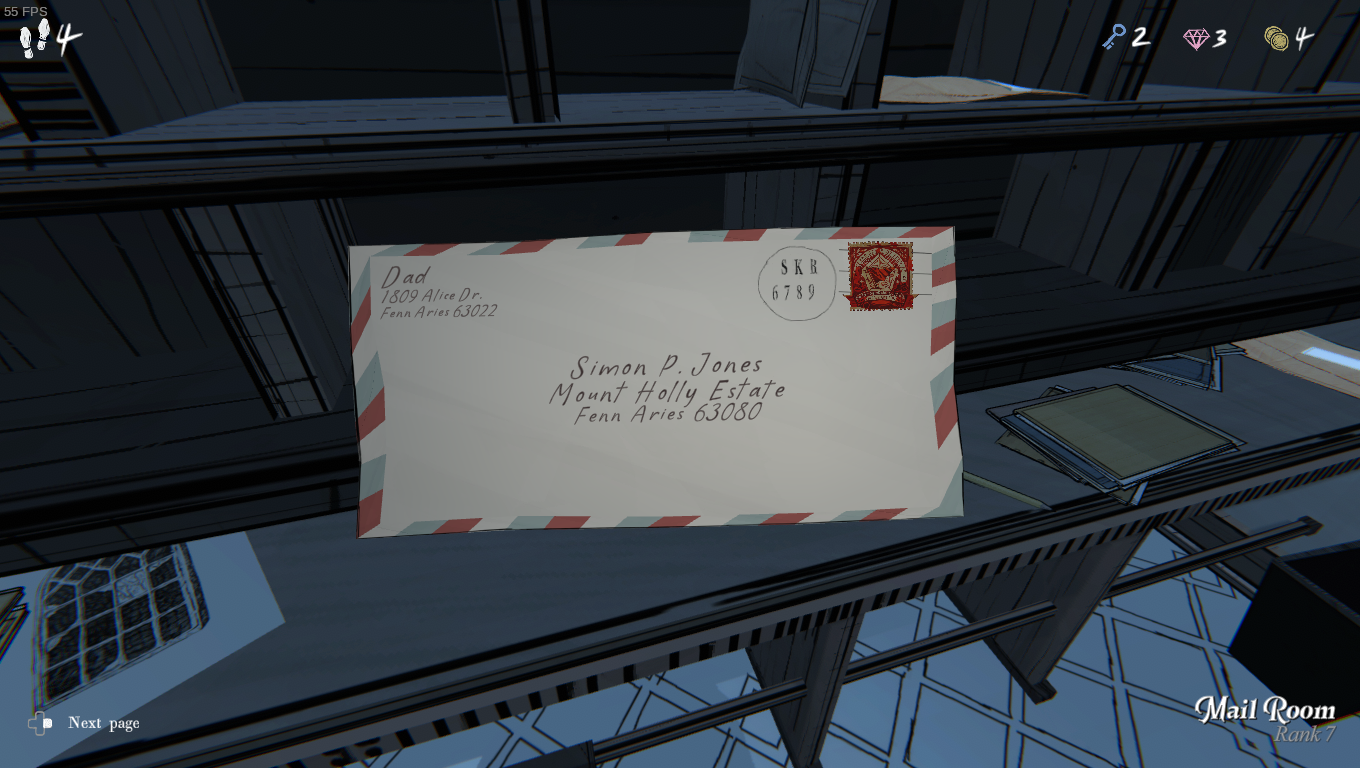 55 FPS
4
2
3
4
Dad
1809 Alice Dr.
Fenn Aries 63022
SKR
6789
Simon P. Jones
Mount Holly Estate
Fenn Aries 63080
Next page
Mail Room
Rank 7